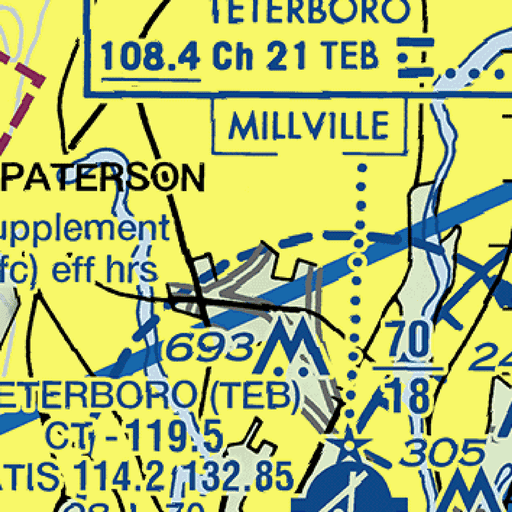 TETERBORO
108.4 Ch 21 TEB
MILLVILLE
PATERSON
upplement
fc) eff hrs
693
70
18
24
ETERBORO (TEB)
CT - 119.5
ATIS 114.2 132.85
305